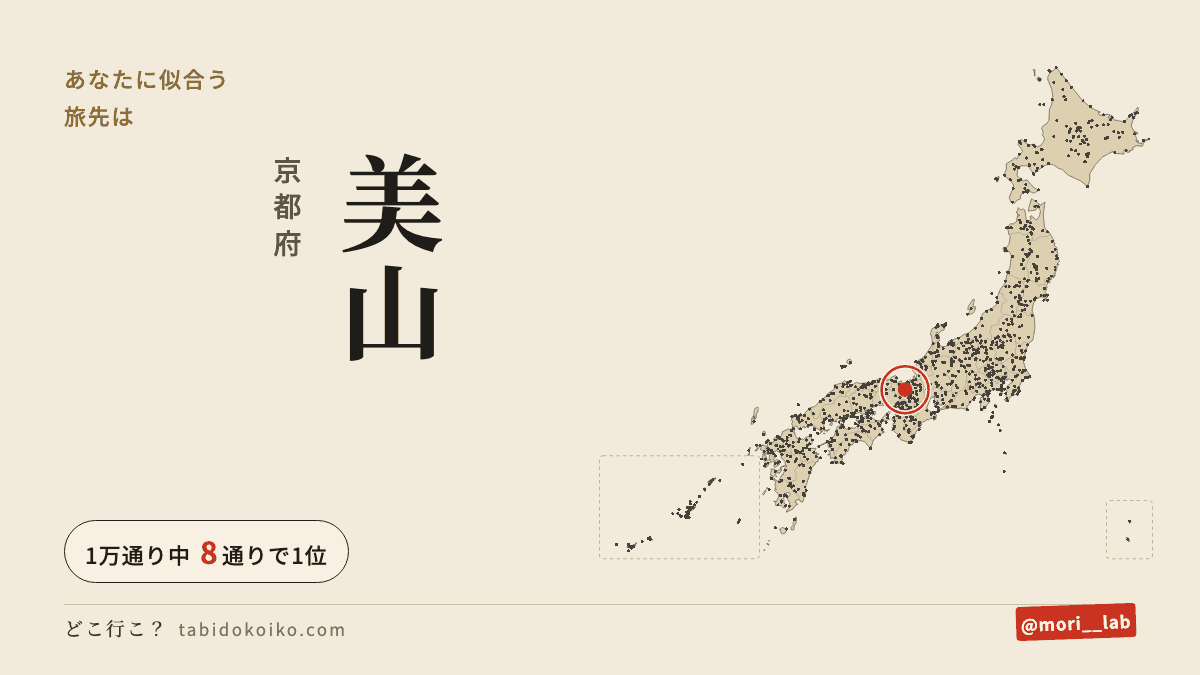 あなたに似合う
旅先は
京都府
美山
1万通り中 8通りで1位
どこ行こ？ tabidokoiko.com
@mori__lab